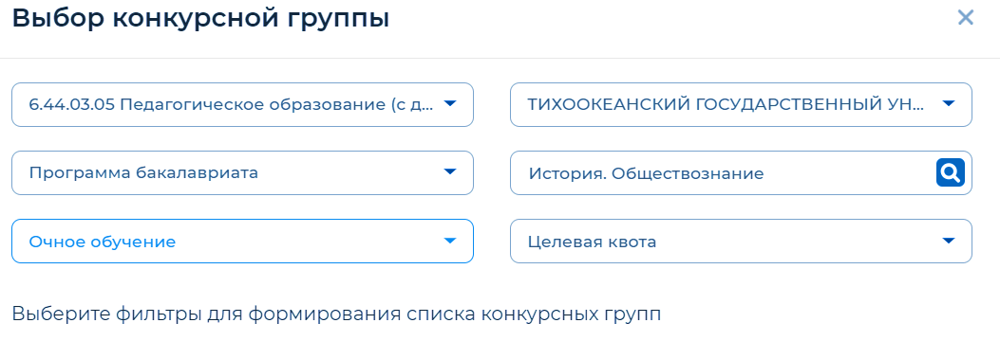 Выбор конкурсной группы
6.44.03.05 Педагогическое образование (с д...
ТИХООКЕАНСКИЙ ГОСУДАРСТВЕННЫЙ УН...
Программа бакалавриата
История. Обществознание
Очное обучение
Целевая квота
Выберите фильтры для формирования списка конкурсных групп